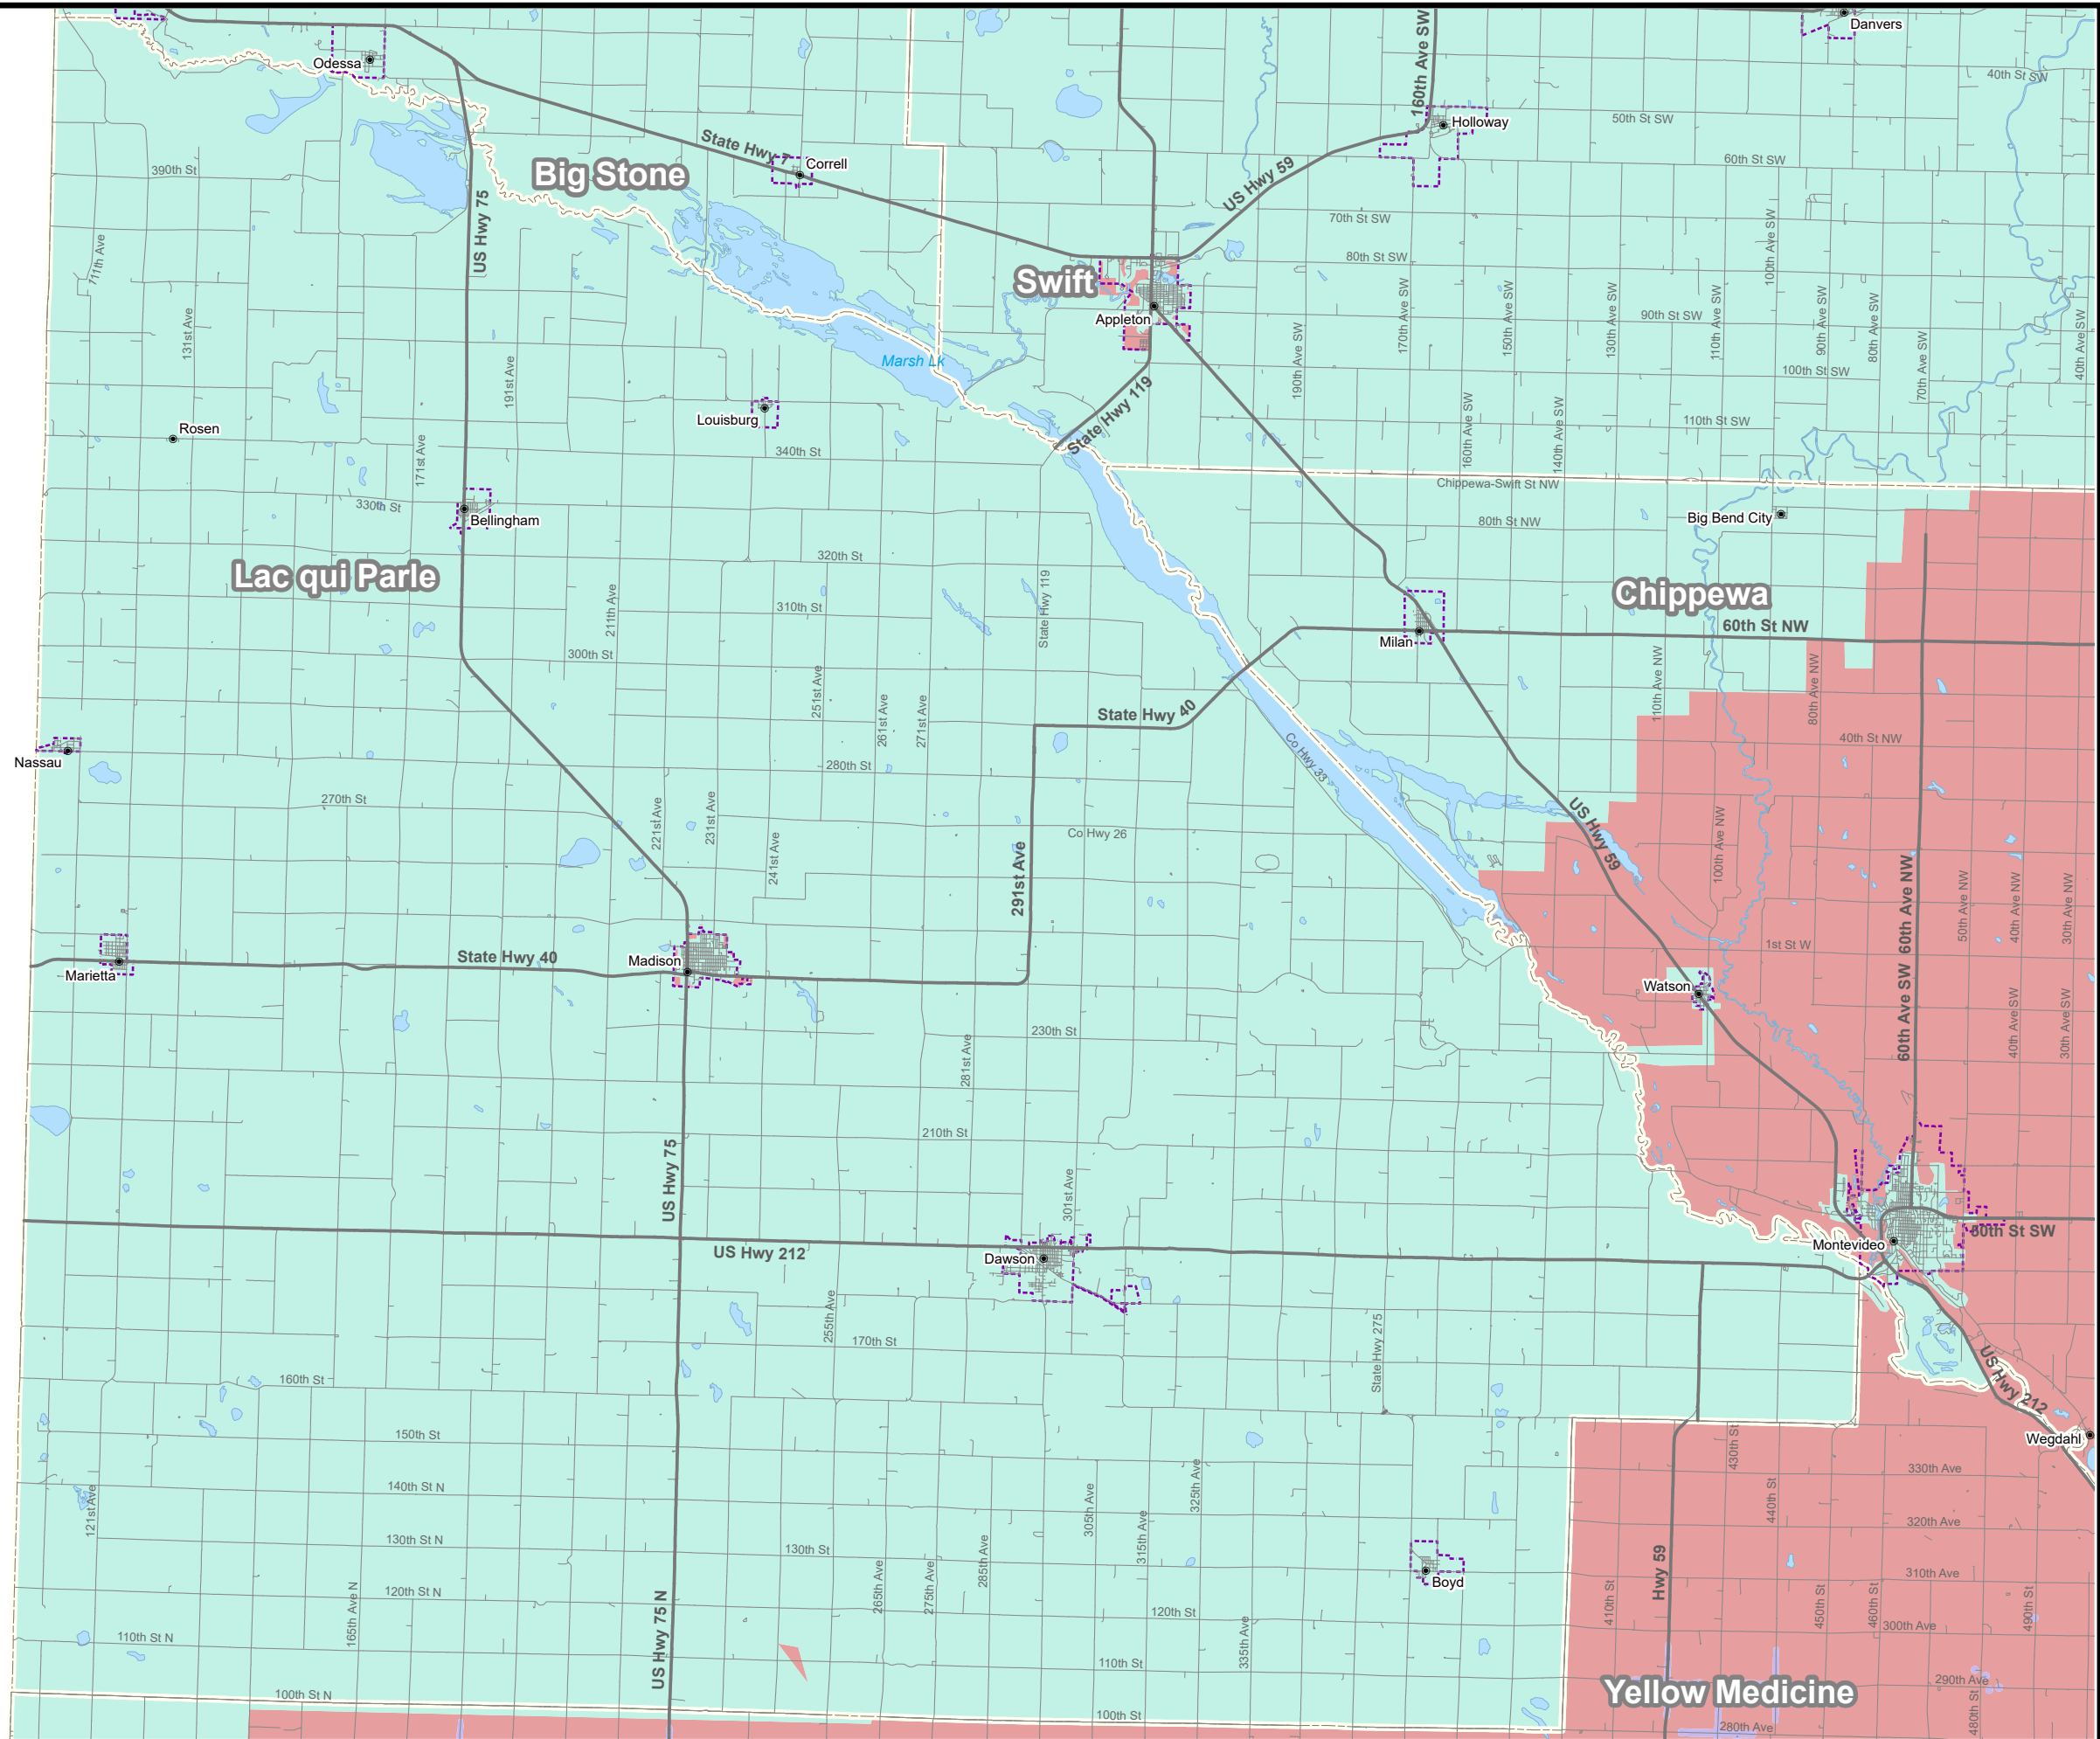 Danvers
Odessa
160th Ave SW
40th St SW
Holloway
50th St SW
State Hwy 7
Correll
60th St SW
390th St
Big Stone
US Hwy 59
US Hwy 75
70th St SW
100th Ave SW
711th Ave
80th St SW
Swift
Appleton
170th Ave SW
150th Ave SW
130th Ave SW
110th Ave SW
90th Ave SW
80th Ave SW
90th St SW
40th Ave SW
131st Ave
190th Ave SW
70th Ave SW
Marsh Lk
191st Ave
100th St SW
State Hwy 119
Louisburg
Rosen
160th Ave SW
140th Ave SW
110th St SW
340th St
171st Ave
Chippewa-Swift St NW
330th St
Bellingham
80th St NW
Big Bend City
320th St
Lac qui Parle
211th Ave
310th St
State Hwy 119
Chippewa
60th St NW
Milan
300th St
251st Ave
261st Ave
271st Ave
110th Ave NW
80th Ave NW
State Hwy 40
40th St NW
Nassau
Co Hwy 33
280th St
270th St
221st Ave
231st Ave
241st Ave
Co Hwy 26
US Hwy 59
100th Ave NW
291st Ave
60th Ave NW
50th Ave NW
40th Ave NW
30th Ave NW
1st St W
State Hwy 40
Madison
Marietta
Watson
60th Ave SW
40th Ave SW
30th Ave SW
230th St
281st Ave
210th St
US Hwy 75
301st Ave
US Hwy 212
Dawson
Montevideo
50th St SW
255th Ave
170th St
State Hwy 275
160th St
US Hwy 212
150th St
430th St
Wegdahl
140th St N
121st Ave
305th Ave
325th Ave
330th Ave
440th St
320th Ave
130th St N
130th St
285th Ave
315th Ave
Hwy 59
310th Ave
Boyd
120th St N
165th Ave N
265th Ave
275th Ave
120th St
335th Ave
410th St
450th St
460th St
490th St
300th Ave
110th St N
US Hwy 75 N
110th St
Yellow Medicine
290th Ave
100th St N
100th St
480th St
280th Ave